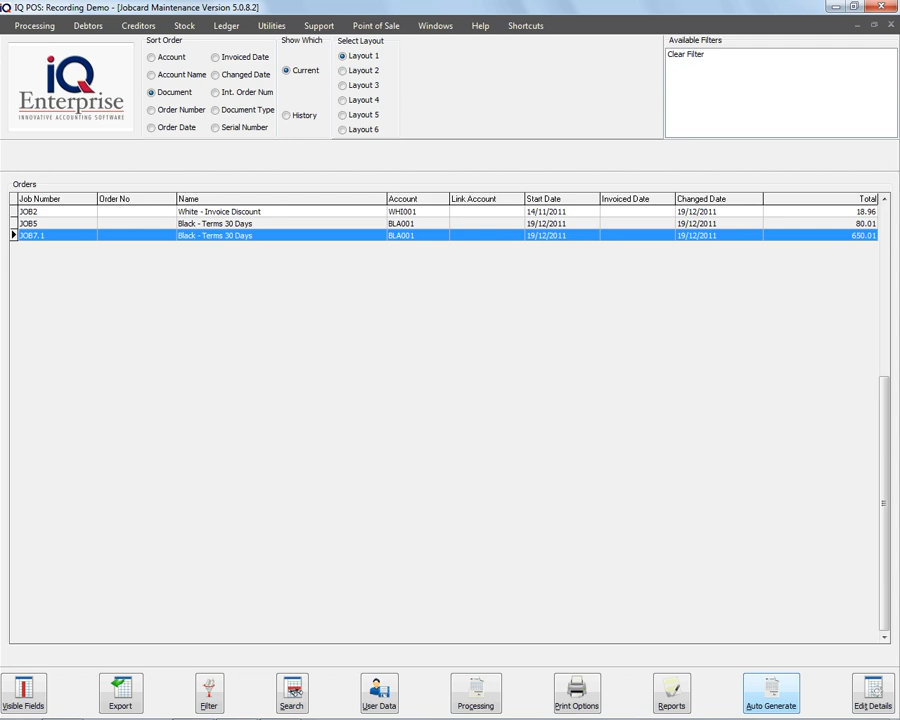 iQ IQ POS: Recording Demo - [Jobcard Maintenance Version 5.0.8.2]
Processing Debtors Creditors Stock Ledger Utilities Support Point of Sale Windows Help Shortcuts
iQ
Enterprise
INNOVATIVE ACCOUNTING SOFTWARE
Sort Order
Account Invoiced Date
Account Name Changed Date
Document Int. Order Num
Order Number Document Type
Order Date Serial Number
Show Which
Current
History
Select Layout
Layout 1
Layout 2
Layout 3
Layout 4
Layout 5
Layout 6
Available Filters
Clear Filter
Orders
Job Number Order No Name Account Link Account Start Date Invoiced Date Changed Date Total
JOB2 White - Invoice Discount WHI001 14/11/2011 19/12/2011 18.96
JOB5 Black - Terms 30 Days BLA001 19/12/2011 19/12/2011 80.01
JOB7.1 Black - Terms 30 Days BLA001 19/12/2011 19/12/2011 650.01
Visible Fields Export Filter Search User Data Processing Print Options Reports Auto Generate Edit Details